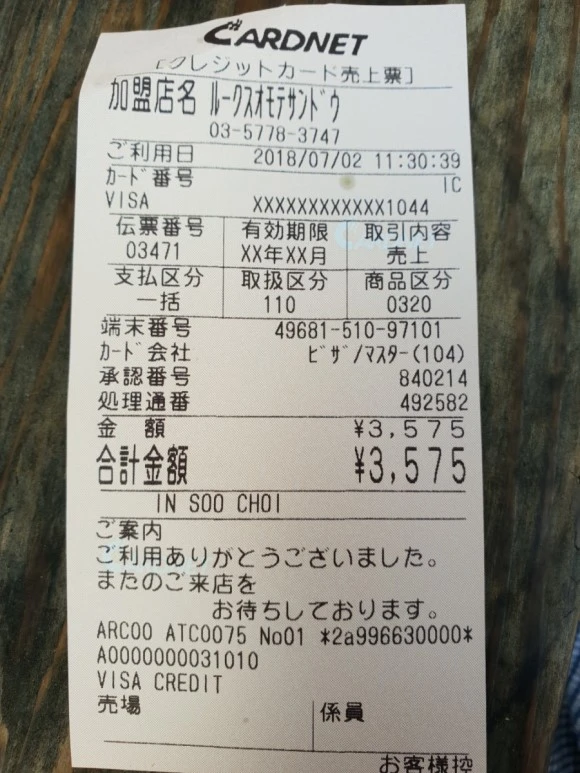 CARDNET
[クレジットカード売上票]
加盟店名 ルークスオモテサンドウ
03-5778-3747
ご利用日 2018/07/02 11:30:39
カード番号 IC
VISA XXXXXXXXXXXX1044
伝票番号 有効期限 取引内容
03471 XX年XX月 売上
支払区分 取扱区分 商品区分
一括 110 0320
端末番号 49681-510-97101
カード会社 ビザ/マスター(104)
承認番号 840214
処理通番 492582
金 額 ¥3,575
合計金額 ¥3,575
IN SOO CHOI
ご案内
ご利用ありがとうございました。
またのご来店を
お待ちしております。
ARC00 ATC0075 No01 *2a996630000*
A0000000031010
VISA CREDIT
売場 係員
お客様控